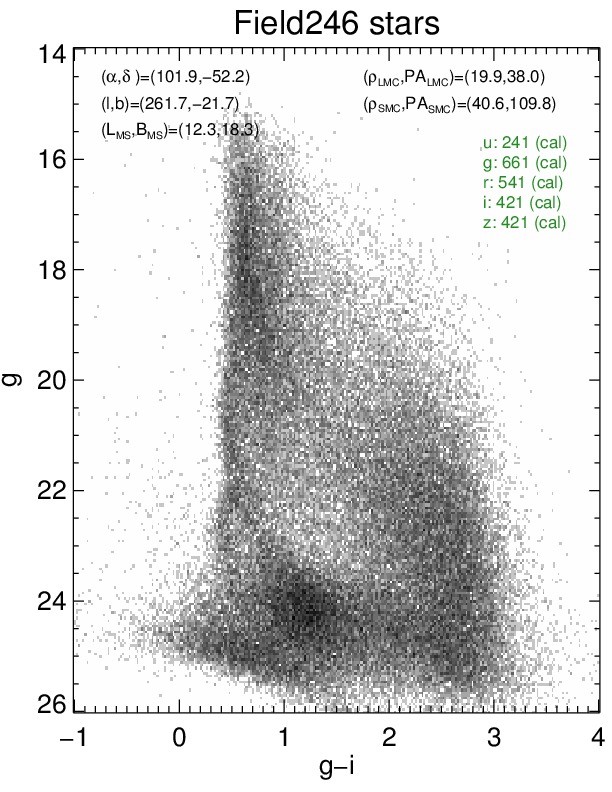 Field246 stars
(α,δ )=(101.9,−52.2)
(ρLMC,PALMC)=(19.9,38.0)
(l,b)=(261.7,−21.7)
(ρSMC,PASMC)=(40.6,109.8)
(LMS,BMS)=(12.3,18.3)
u: 241 (cal)
g: 661 (cal)
r: 541 (cal)
i: 421 (cal)
z: 421 (cal)
14
16
18
20
22
24
26
g
−1 0 1 2 3 4
g−i